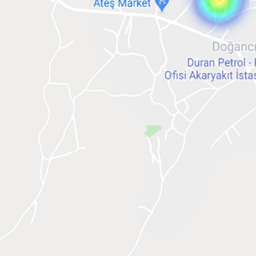 Ateş Market
Doğancı
Duran Petrol -
Ofisi Akaryakıt İstas